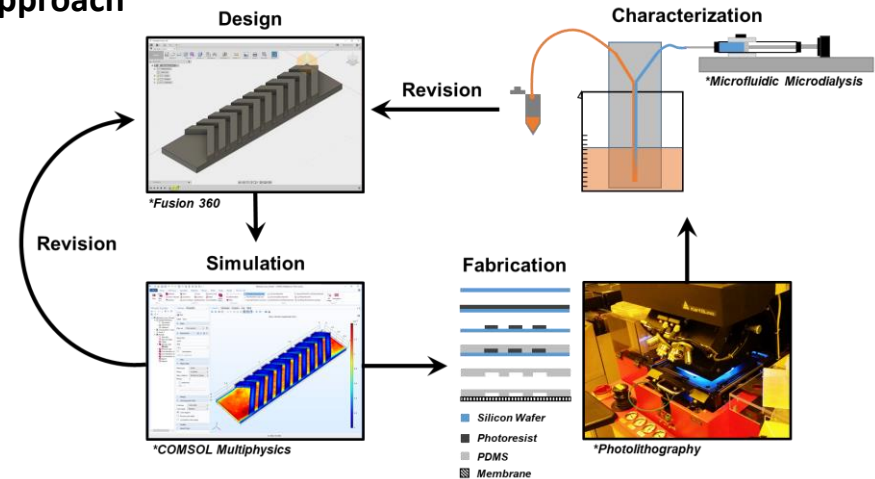 pproach
Design
Characterization
*Microfluidic Microdialysis
Revision
4
*Fusion 360
Revision
Simulation
Fabrication
Silicon Wafer
Photoresist
PDMS
Membrane
*COMSOL Multiphysics
*Photolithography